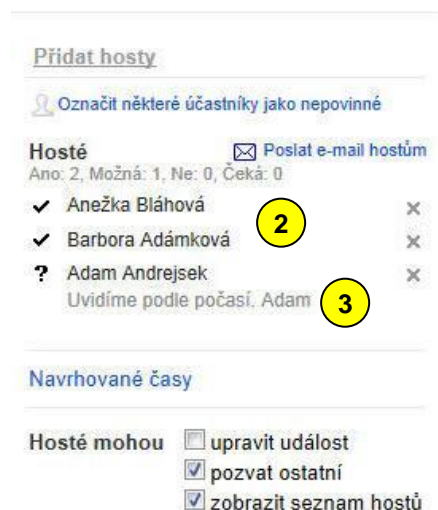 Přidat hosty
Označit některé účastníky jako nepovinné
Hosté Poslat e-mail hostům
Ano: 2, Možná: 1, Ne: 0, Čeká: 0
Anežka Bláhová
Barbora Adámková
2
? Adam Andrejsek
Uvidíme podle počasí, Adam 3
Navrhované časy
Hosté mohou upravit událost
pozvat ostatní
zobrazit seznam hostů